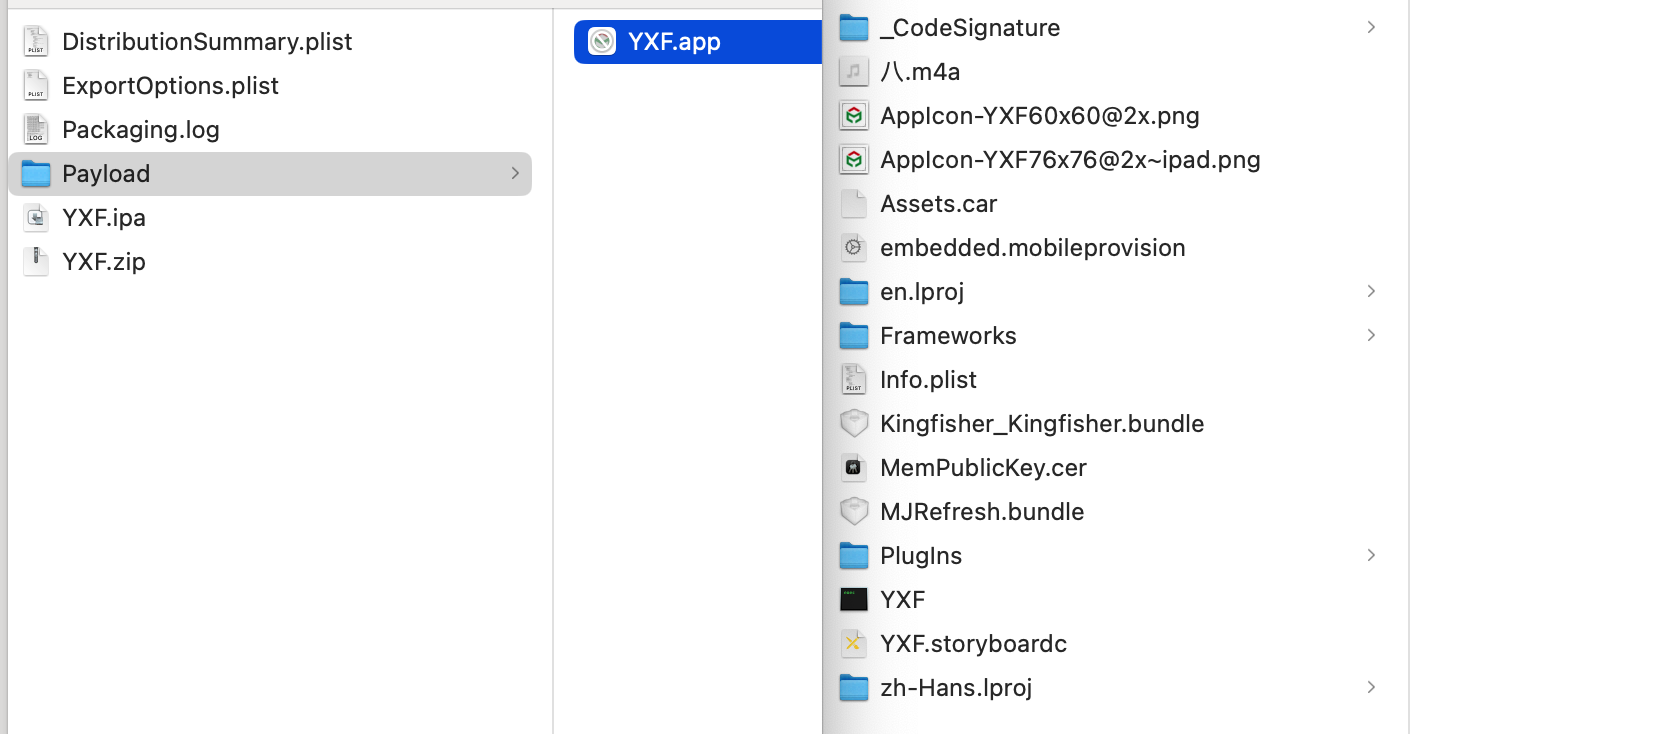 DistributionSummary.plist
ExportOptions.plist
Packaging.log
Payload
YXF.ipa
YXF.zip
YXF.app
_CodeSignature
八.m4a
AppIcon-YXF60x60@2x.png
AppIcon-YXF76x76@2x~ipad.png
Assets.car
embedded.mobileprovision
en.lproj
Frameworks
Info.plist
Kingfisher_Kingfisher.bundle
MemPublicKey.cer
MJRefresh.bundle
PlugIns
YXF
YXF.storyboardc
zh-Hans.lproj